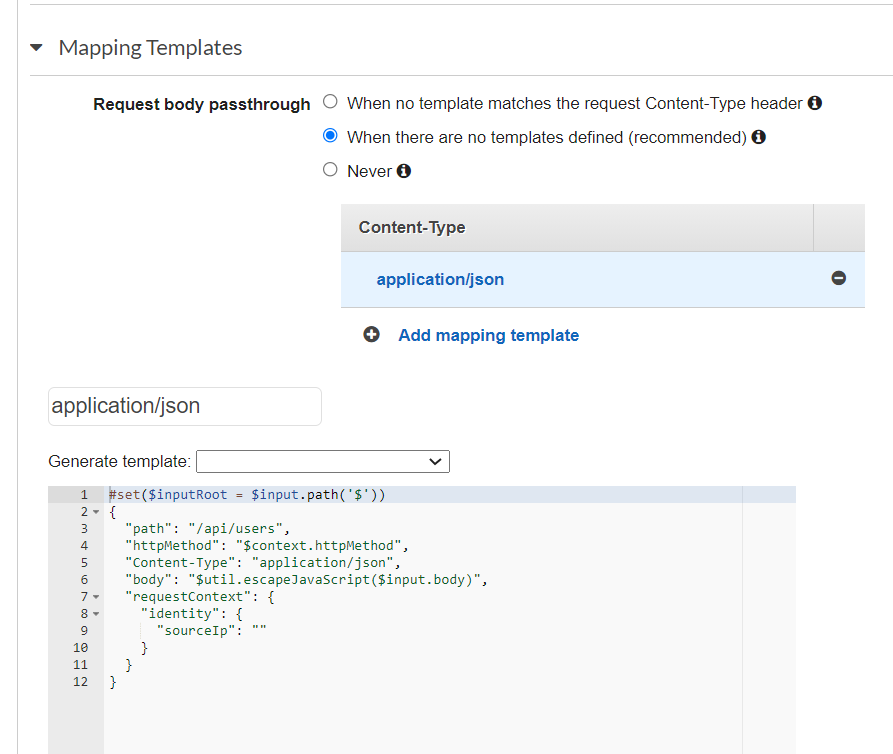 Mapping Templates
Request body passthrough
When no template matches the request Content-Type header
When there are no templates defined (recommended)
Never
Content-Type
application/json
Add mapping template
application/json
Generate template:
1 #set($inputRoot = $input.path('$'))
2 {
3 "path": "/api/users",
4 "httpMethod": "$context.httpMethod",
5 "Content-Type": "application/json",
6 "body": "$util.escapeJavaScript($input.body)",
7 "requestContext": {
8 "identity": {
9 "sourceIp": ""
10 }
11 }
12 }